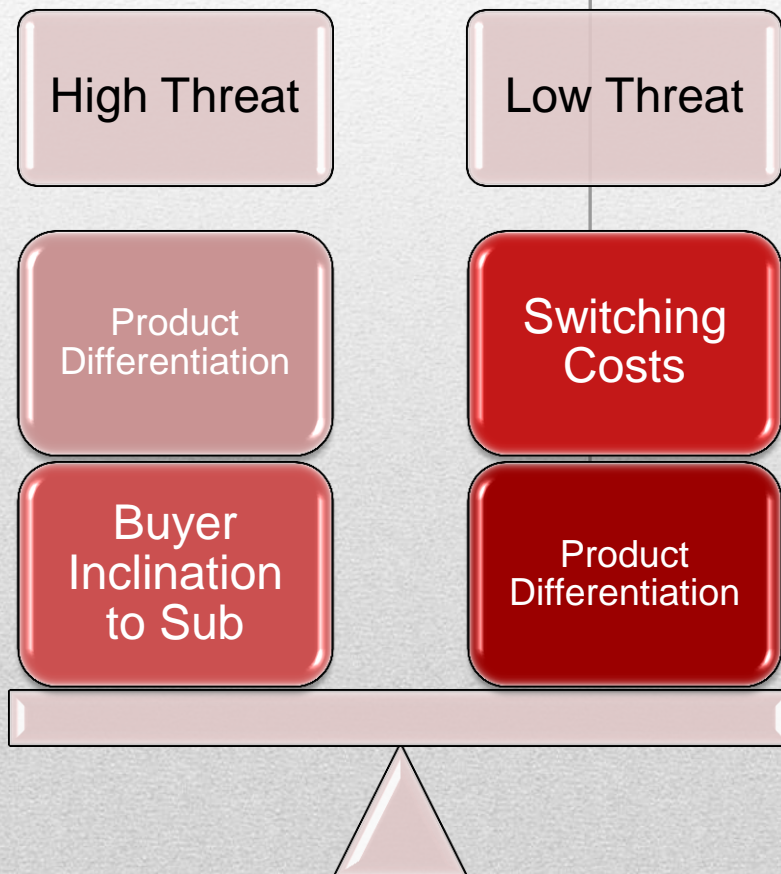 High Threat
Low Threat
Product
Differentiation
Switching
Costs
Buyer
Inclination
to Sub
Product
Differentiation